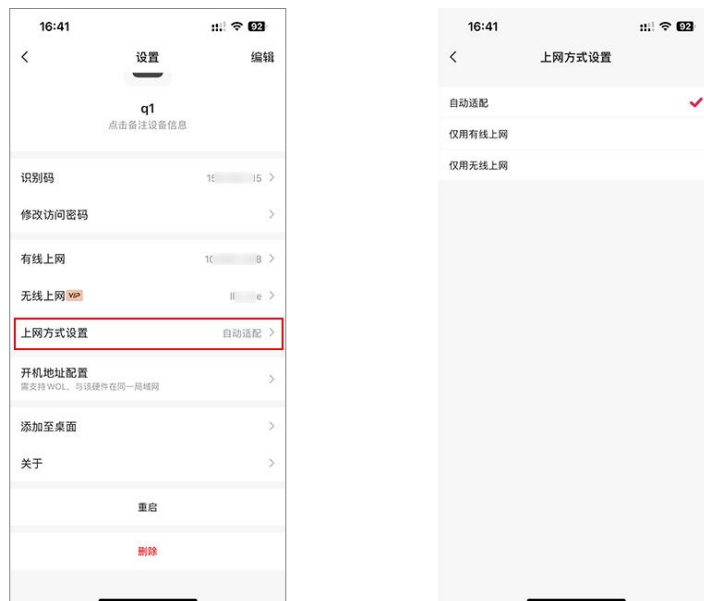 16:41
92
设置
编辑
q1
点击备注设备信息
识别码
修改访问密码
有线上网
无线上网 VIP
上网方式设置 自动适配
开机地址配置
需支持 WOL，与该硬件在同一局域网
添加至桌面
关于
重启
删除
16:41
92
上网方式设置
自动适配
仅用有线上网
仅用无线上网